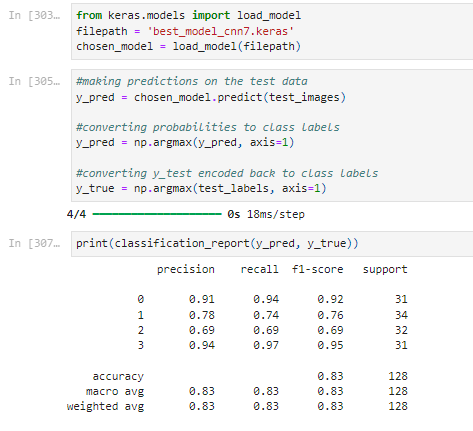 In [303…
from keras.models import load_model
filepath = 'best_model_cnn7.keras'
chosen_model = load_model(filepath)
In [305…
#making predictions on the test data
y_pred = chosen_model.predict(test_images)
#converting probabilities to class labels
y_pred = np.argmax(y_pred, axis=1)
#converting y_test encoded back to class labels
y_true = np.argmax(test_labels, axis=1)
4/4 ━━━━━━━━━━━━━━━━━━━━ 0s 18ms/step
In [307…
print(classification_report(y_pred, y_true))
precision recall f1-score support
0 0.91 0.94 0.92 31
1 0.78 0.74 0.76 34
2 0.69 0.69 0.69 32
3 0.94 0.97 0.95 31
accuracy 0.83 128
macro avg 0.83 0.83 0.83 128
weighted avg 0.83 0.83 0.83 128